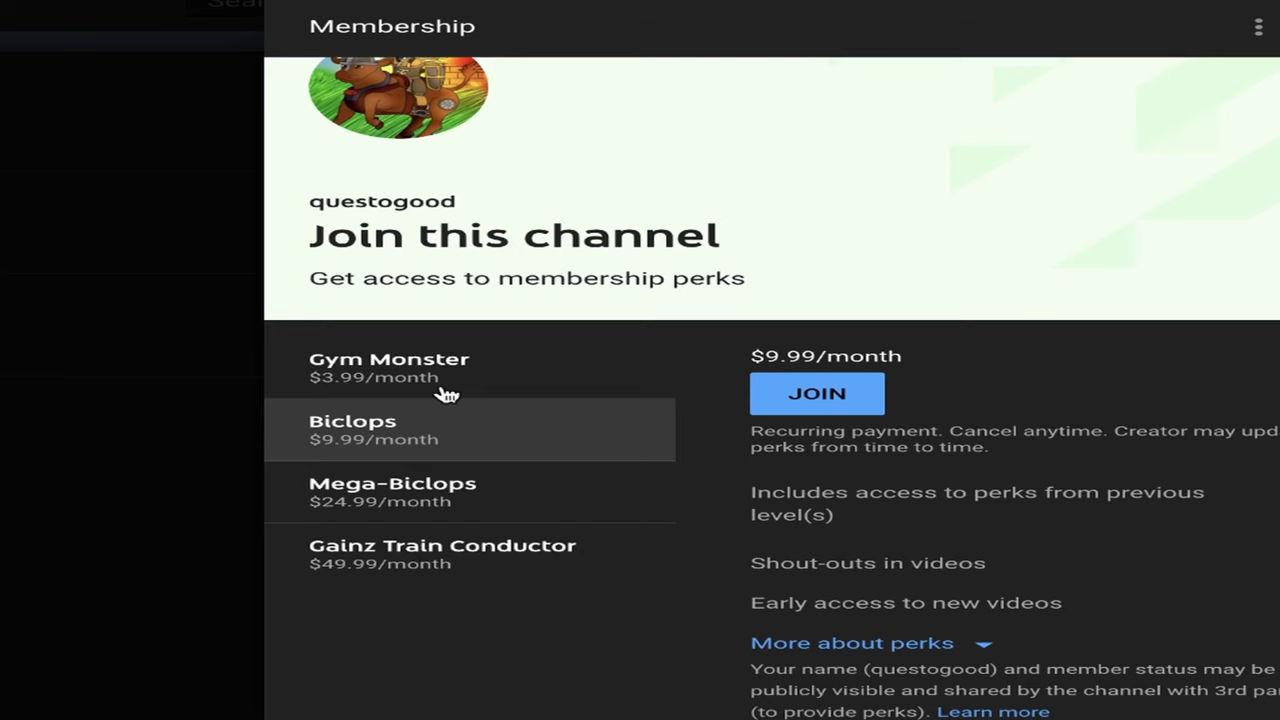 Sear
Membership
questogood
Join this channel
Get access to membership perks
Gym Monster
$3.99/month
Biclops
$9.99/month
Mega-Biclops
$24.99/month
Gainz Train Conductor
$49.99/month
$9.99/month
JOIN
Recurring payment. Cancel anytime. Creator may upd
perks from time to time.
Includes access to perks from previous
level(s)
Shout-outs in videos
Early access to new videos
More about perks
Your name (questogood) and member status may be
publicly visible and shared by the channel with 3rd pa
(to provide perks). Learn more